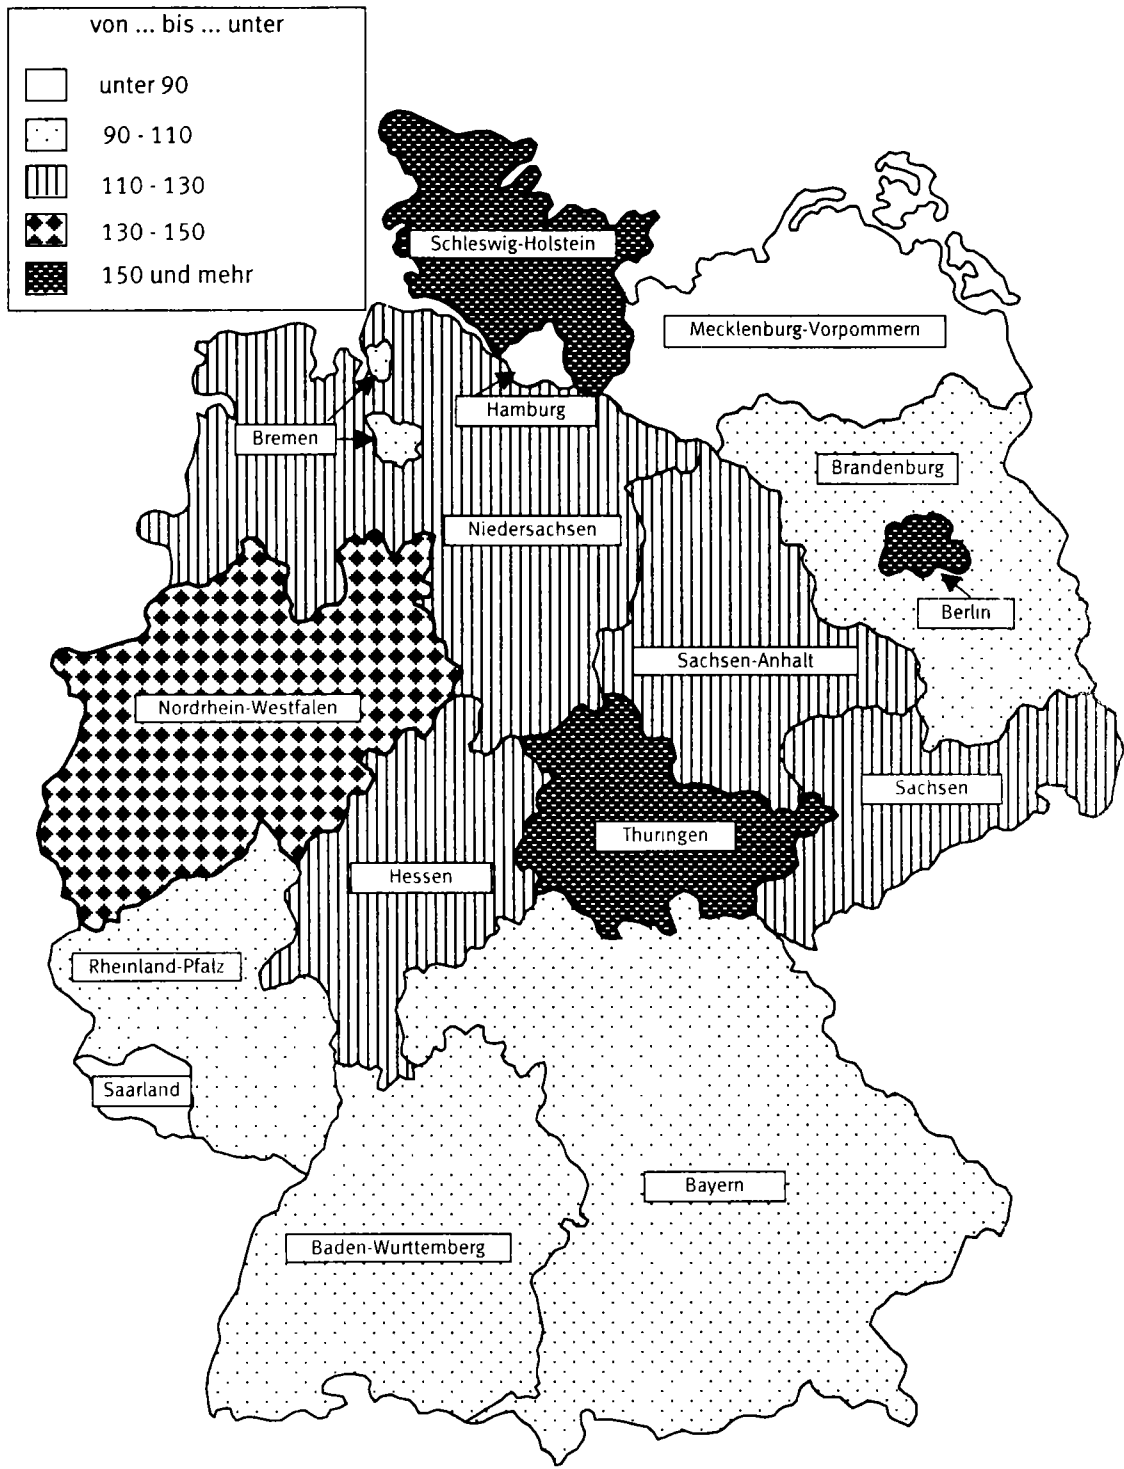 von ... bis ... unter
unter 90
90 - 110
110 - 130
130 - 150
150 und mehr
Schleswig-Holstein
Mecklenburg-Vorpommern
Hamburg
Bremen
Brandenburg
Niedersachsen
Berlin
Sachsen-Anhalt
Nordrhein-Westfalen
Sachsen
Thuringen
Hessen
Rheinland-Pfalz
Saarland
Bayern
Baden-Wurttemberg